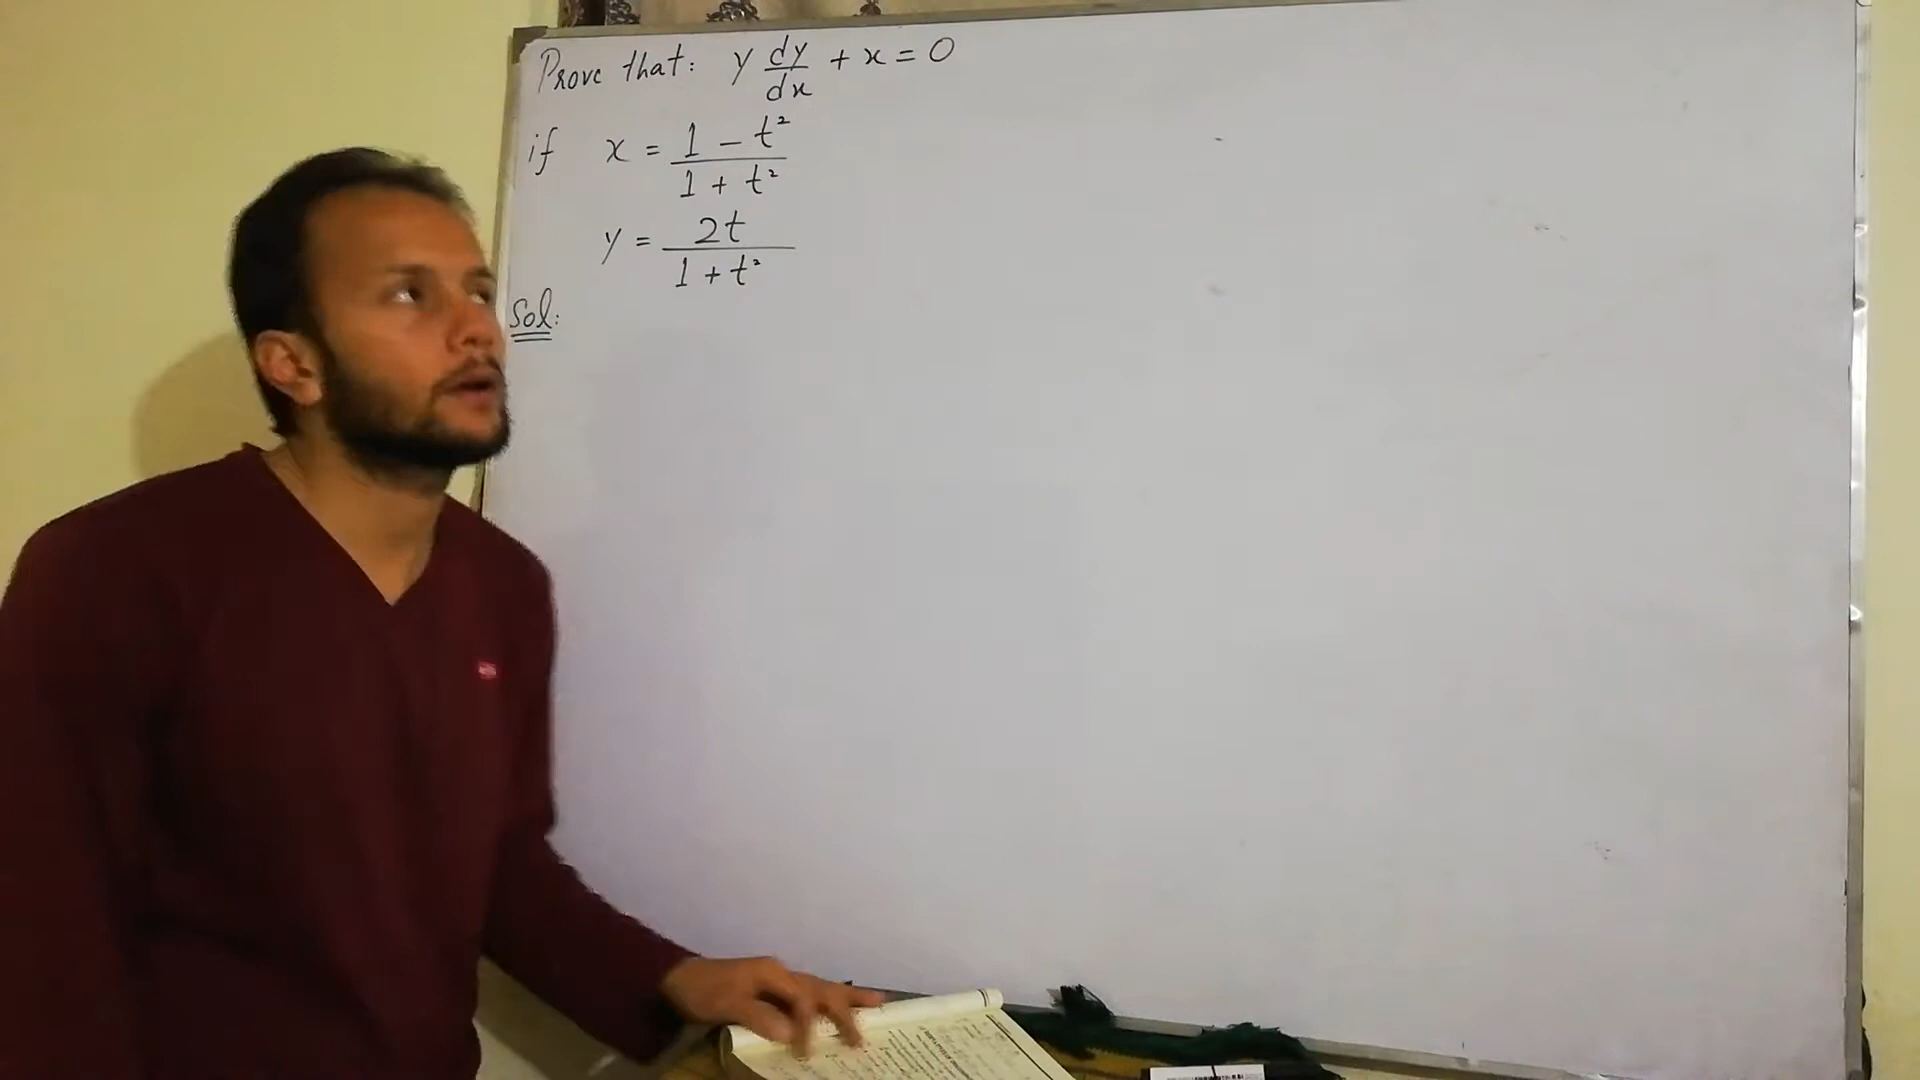 Prove that: y dy/dx + x = 0
if x = 1 - t² / 1 + t²
y = 2t / 1 + t²
Sol: